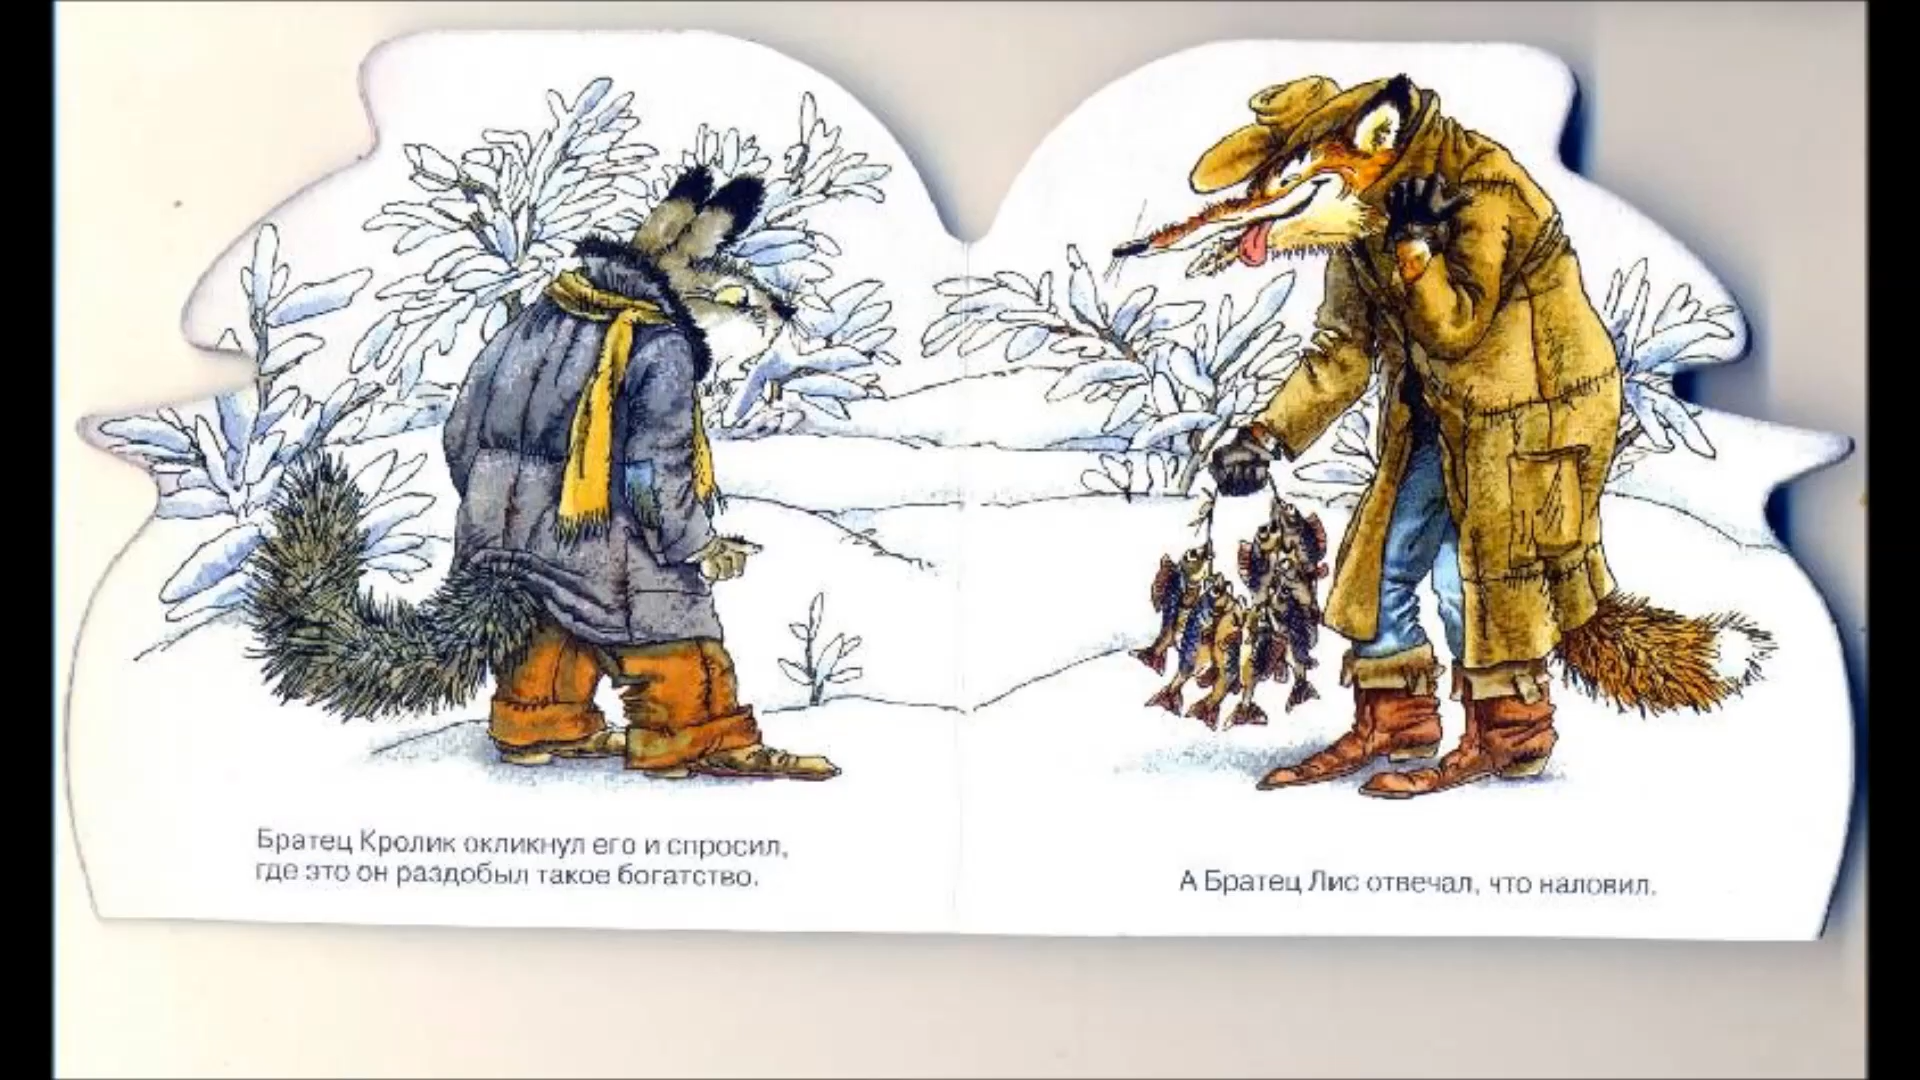 Братец Кролик окликнул его и спросил,
где это он раздобыл такое богатство.
А Братец Лис отвечал, что наловил.